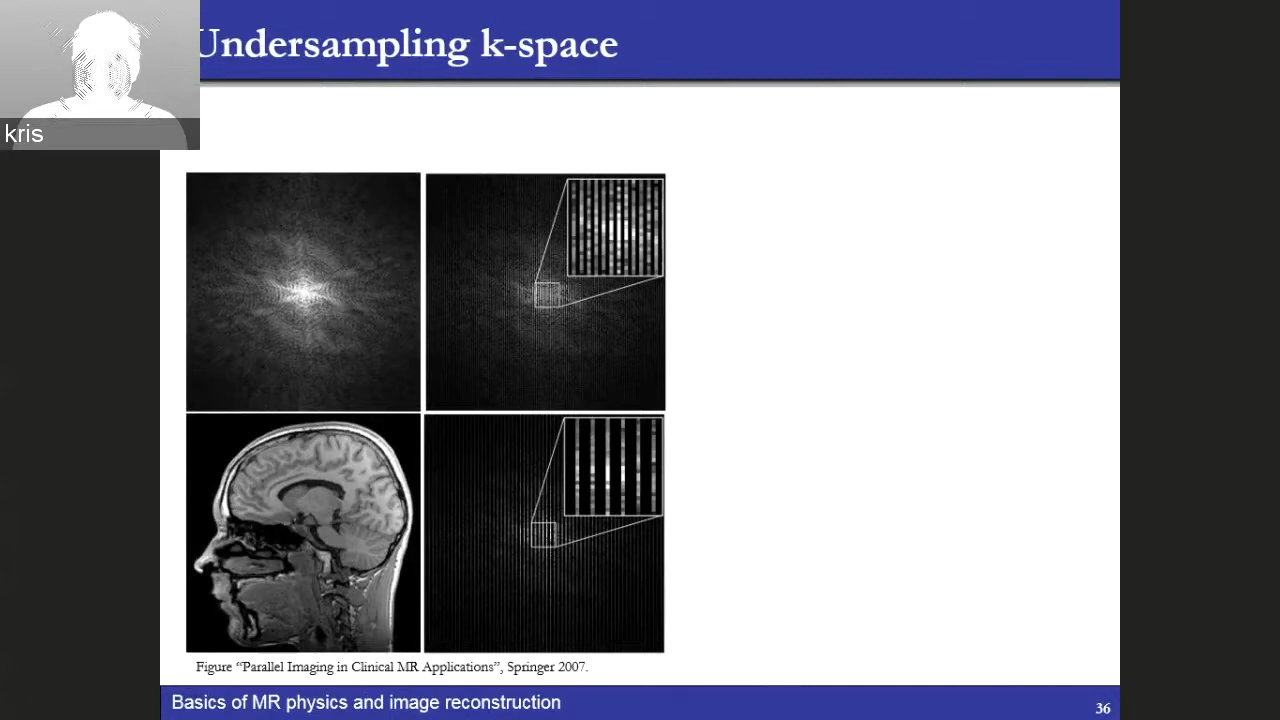 Undersampling k-space
kris
Figure “Parallel Imaging in Clinical MR Applications”, Springer 2007.
Basics of MR physics and image reconstruction
36